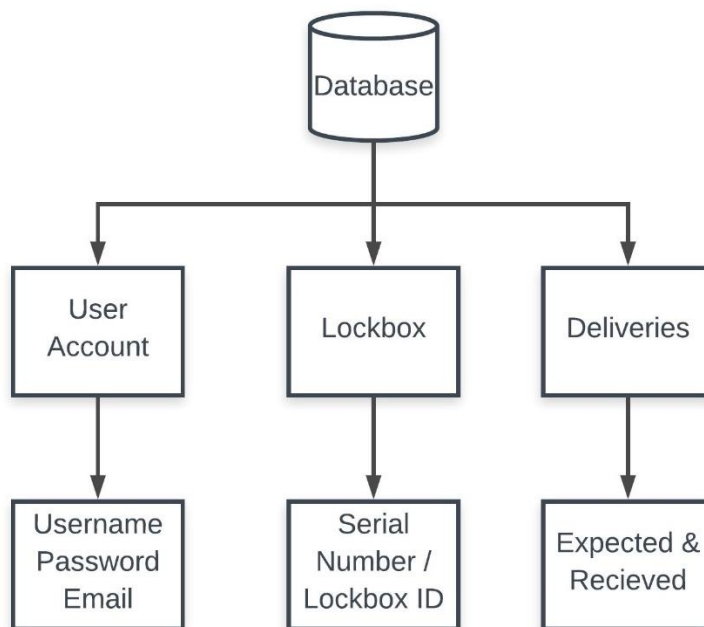 Database
User
Account
Lockbox
Deliveries
Username
Password
Email
Serial
Number /
Lockbox ID
Expected &
Recieved